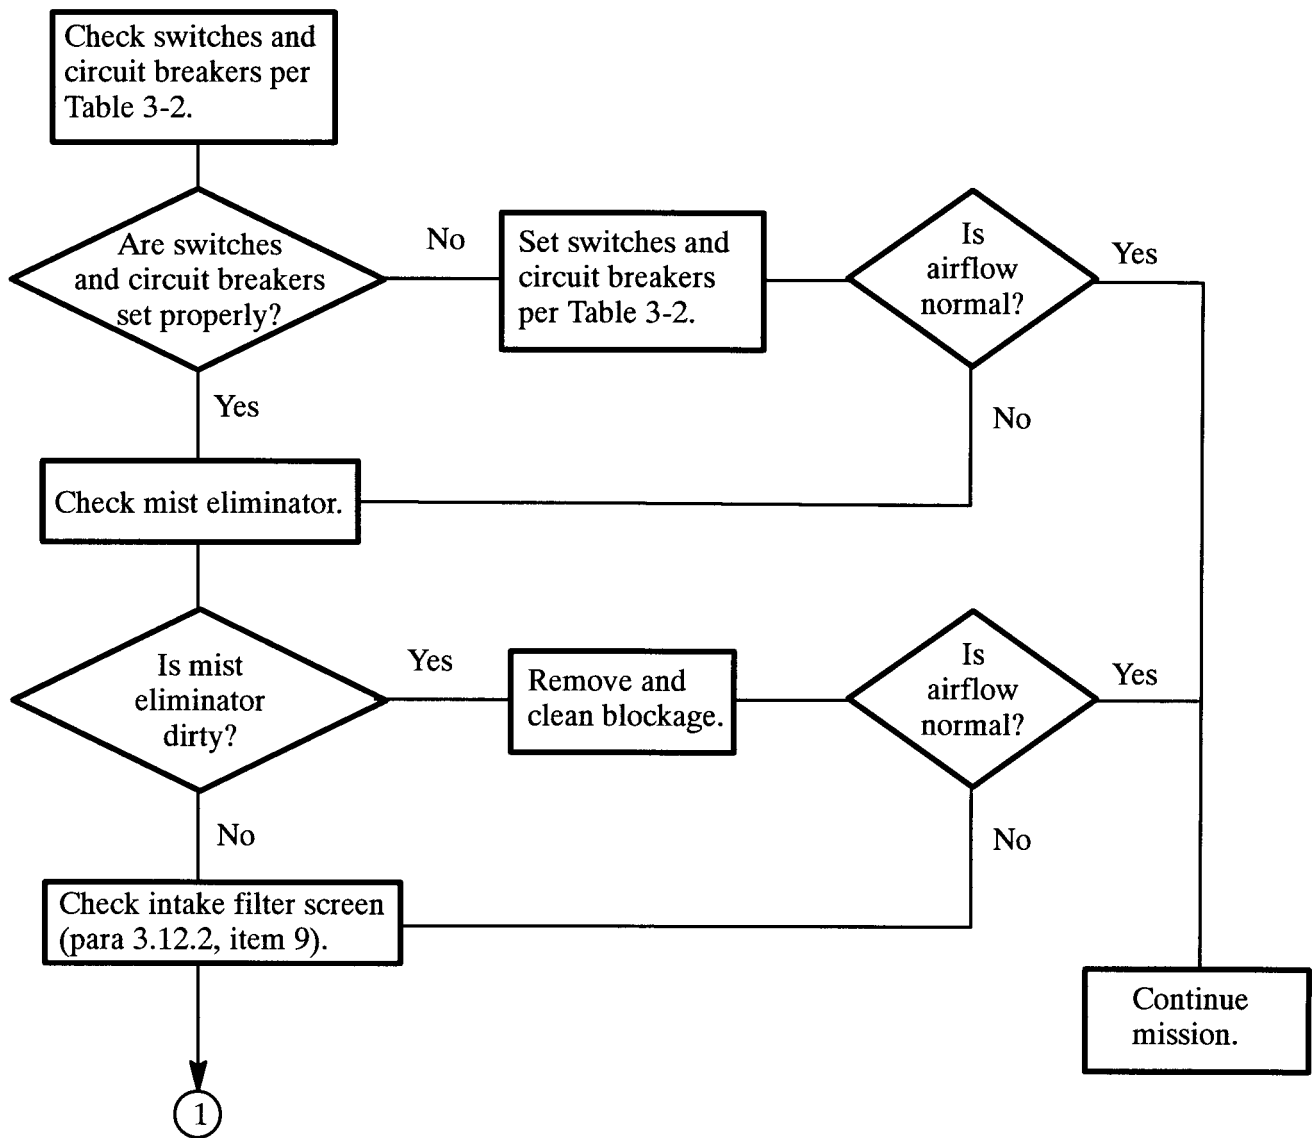 Check switches and
circuit breakers per
Table 3-2.
Are switches
and circuit breakers
set properly?
No
Set switches and
circuit breakers
per Table 3-2.
Is
airflow
normal?
Yes
No
Yes
Check mist eliminator.
Is mist
eliminator
dirty?
Yes
Remove and
clean blockage.
Is
airflow
normal?
Yes
No
No
Check intake filter screen
(para 3.12.2, item 9).
Continue
mission.
1